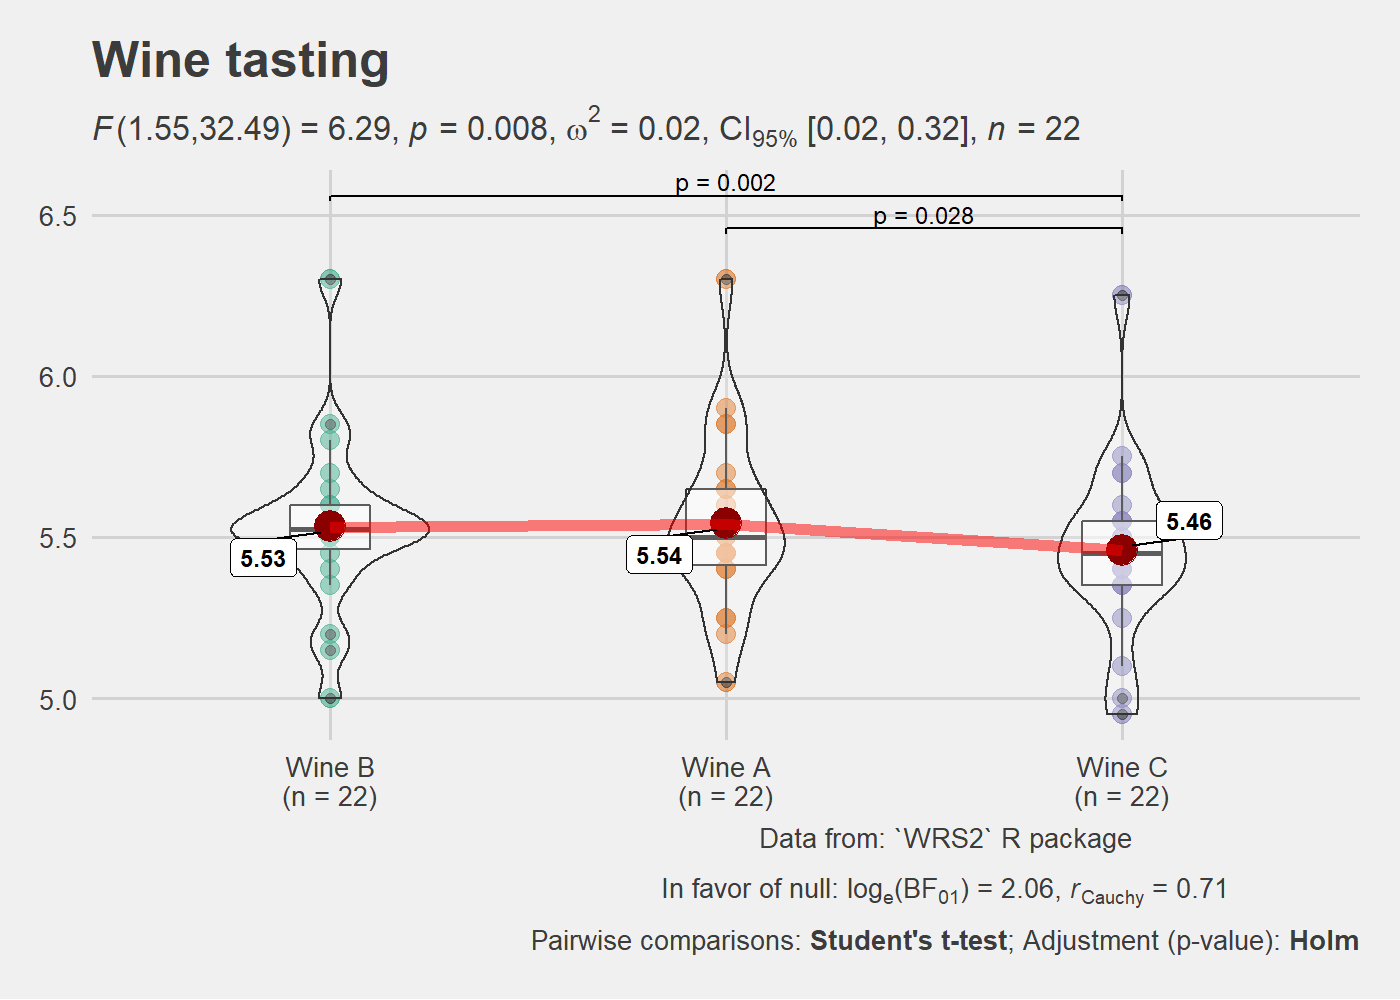 Wine tasting
F(1.55,32.49) = 6.29, p = 0.008, ω² = 0.02, CI95% [0.02, 0.32], n = 22
p = 0.002
6.5
p = 0.028
6.0
5.5
5.46
5.53
5.54
5.0
Wine B
(n = 22)
Wine A
(n = 22)
Wine C
(n = 22)
Data from: `WRS2` R package
In favor of null: loge(BF01) = 2.06, rCauchy = 0.71
Pairwise comparisons: Student's t-test; Adjustment (p-value): Holm